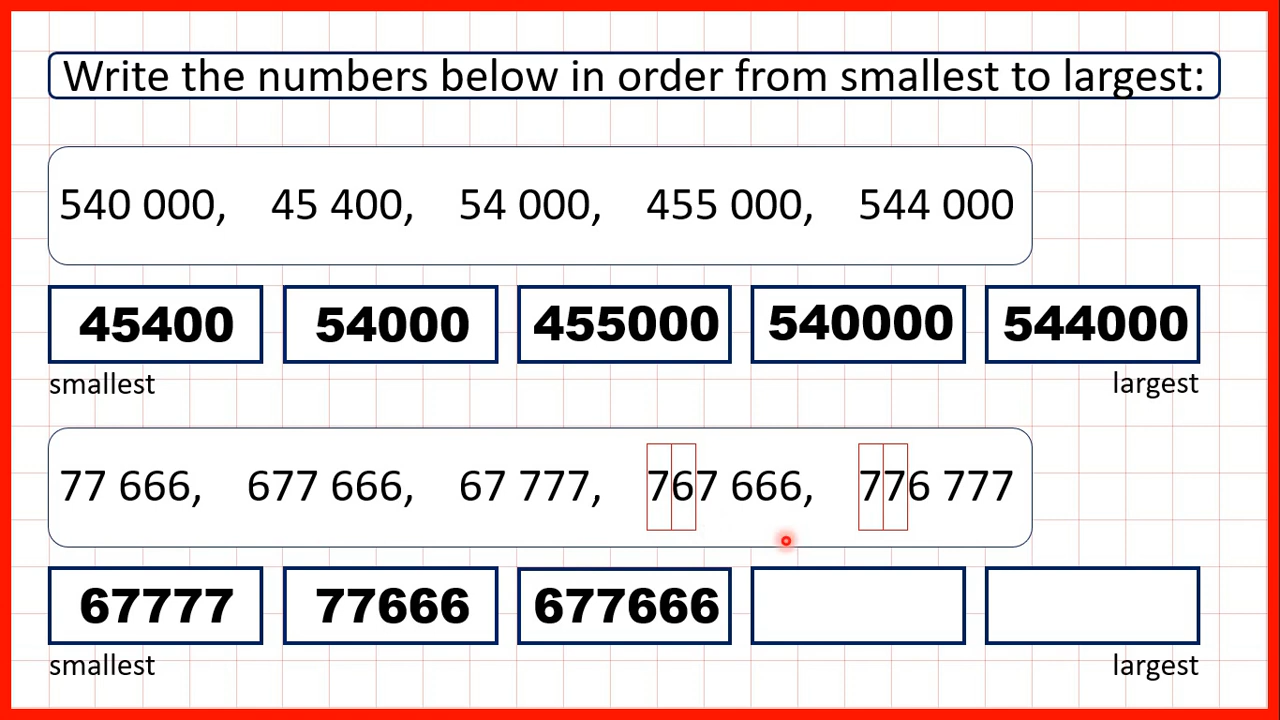 Write the numbers below in order from smallest to largest:
540 000, 45 400, 54 000, 455 000, 544 000
45400 54000 455000 540000 544000
smallest largest
77 666, 677 666, 67 777, 767 666, 776 777
67777 77666 677666
smallest largest